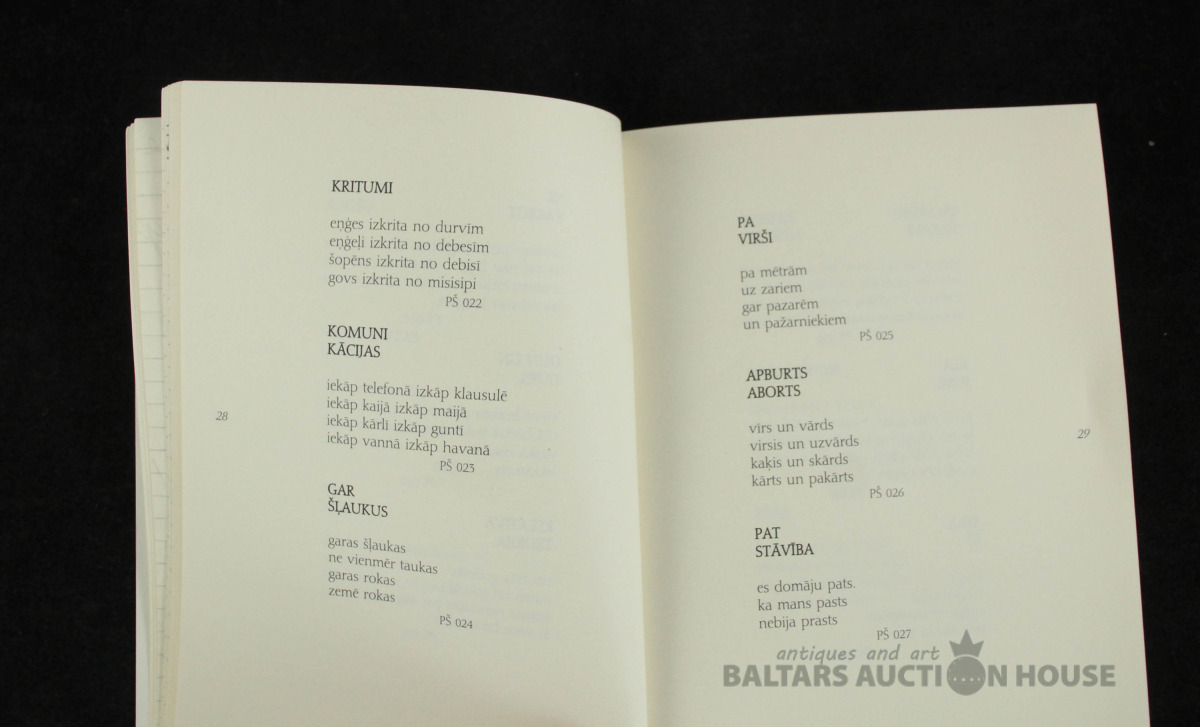 KRITUMI
eņģes izkrita no durvīm
eņģeļi izkrita no debesīm
šopēns izkrita no debisī
govs izkrita no misisipi
PŠ 022
KOMUNI
KĀCIJAS
iekāp telefonā izkāp klausulē
iekāp kaijā izkāp maijā
iekāp kārlī izkāp guntī
iekāp vannā izkāp havanā
PŠ 023
GAR
ŠĻAUKUS
garas šļaukas
ne vienmēr taukas
garas rokas
zemē rokas
PŠ 024
28
PA
VIRŠI
pa mētrām
uz zariem
gar pazarēm
un pažarniekiem
PŠ 025
APBURTS
ABORTS
vīrs un vārds
virsis un uzvārds
kaķis un skārds
kārts un pakārts
PŠ 026
PAT
STĀVĪBA
es domāju pats.
ka mans pasts
nebija prasts
PŠ 027
29
antiques and art
BALTARS AUCTION HOUSE